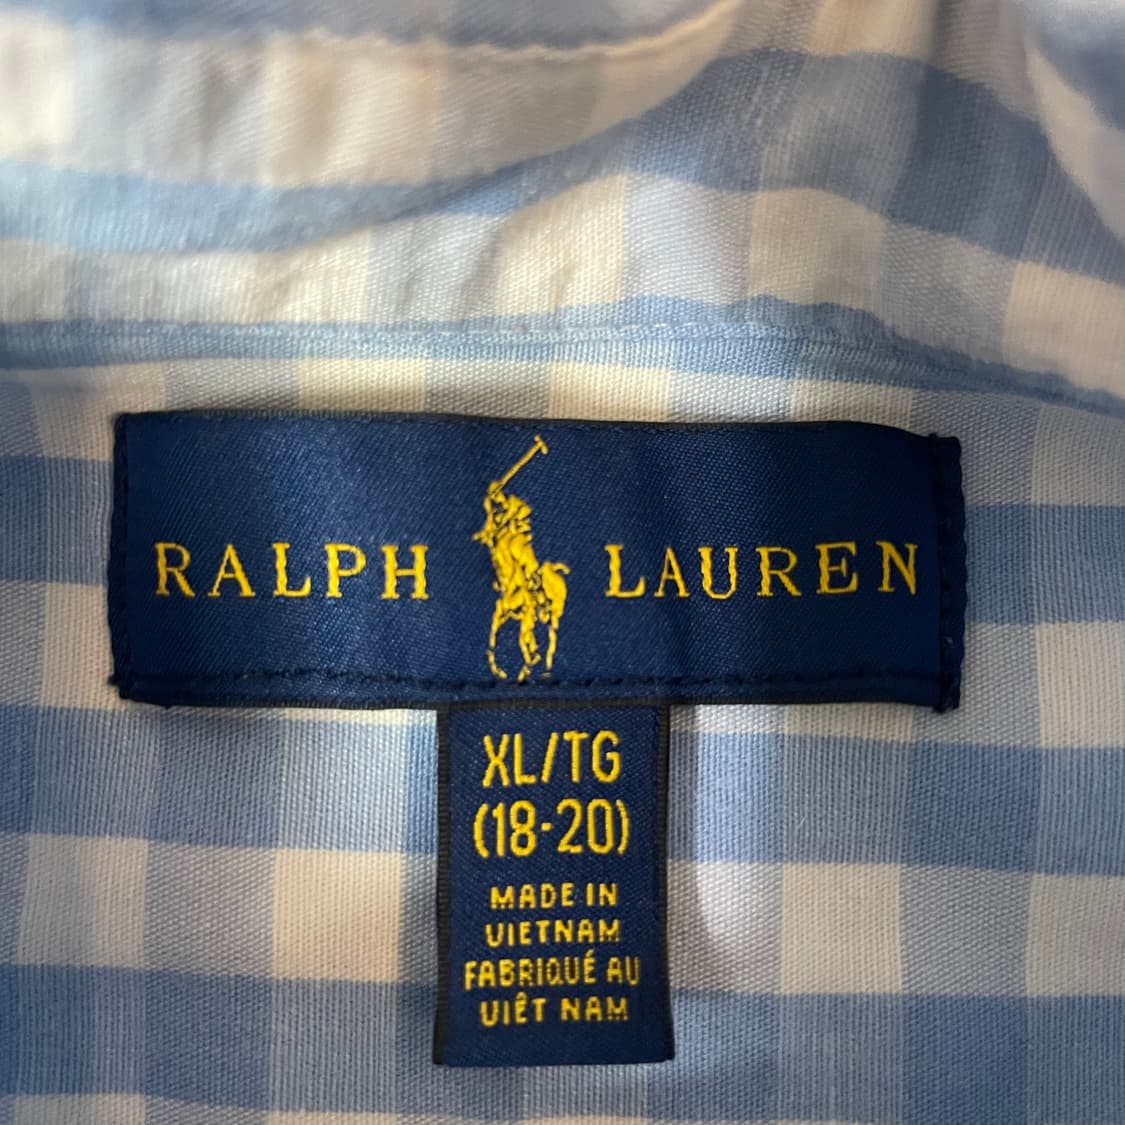 RALPH LAUREN
XL/TG
(18-20)
MADE IN
VIETNAM
FABRIQUÉ AU
VIÊT NAM